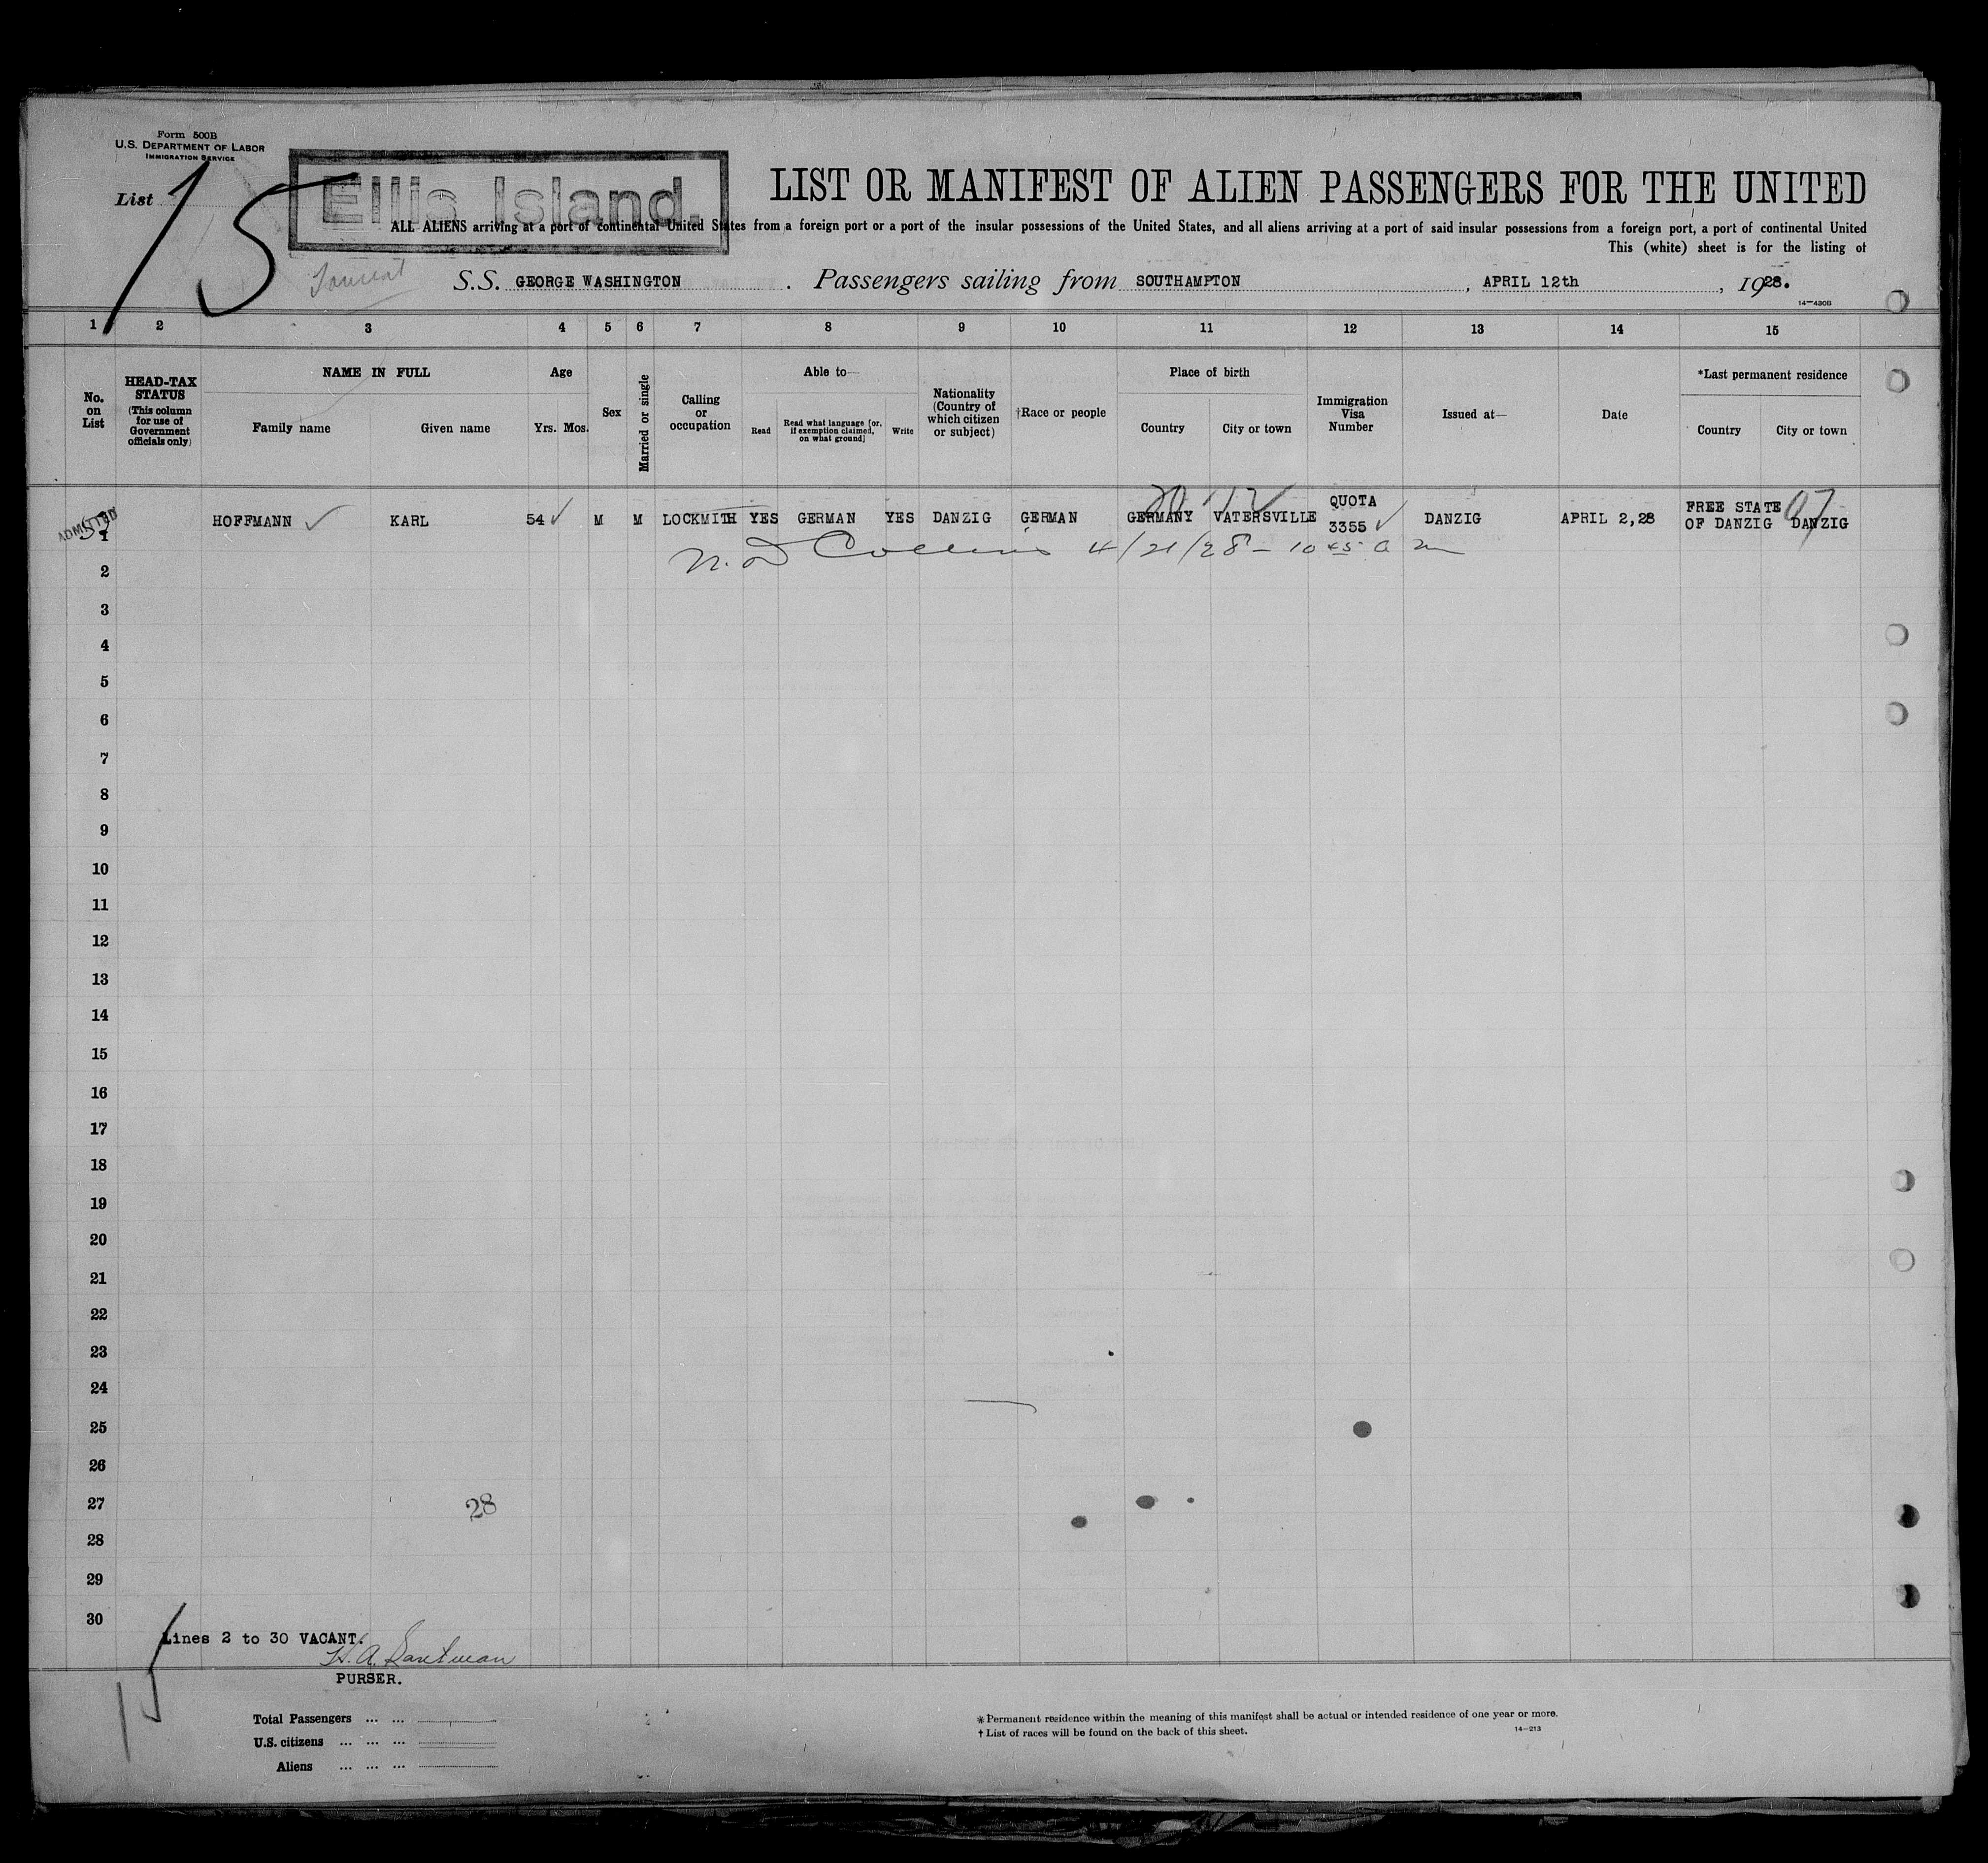 Form 500B
U.S. DEPARTMENT OF LABOR
IMMIGRATION SERVICE
List 15
Ellis Island.
LIST OR MANIFEST OF ALIEN PASSENGERS FOR THE UNITED
ALL ALIENS arriving at a port of continental United States from a foreign port or a port of the insular possessions of the United States, and all aliens arriving at a port of said insular possessions from a foreign port, a port of continental United
This (white) sheet is for the listing of
S.S. GEORGE WASHINGTON . Passengers sailing from SOUTHAMPTON , APRIL 12th , 1928.
14-430B
1 2 3 4 5 6 7 8 9 10 11 12 13 14 15
No. on List
HEAD-TAX STATUS (This column for use of Government officials only)
NAME IN FULL
Family name Given name
Age
Yrs. Mos.
Sex
Married or single
Calling or occupation
Able to—
Read
Read what language [or, if exemption claimed, on what ground]
Write
Nationality (Country of which citizen or subject)
†Race or people
Place of birth
Country City or town
Immigration Visa Number
Issued at—
Date
*Last permanent residence
Country City or town
ADMITTED
1 HOFFMANN ✓ KARL 54 ✓ M M LOCKMITH YES GERMAN YES DANZIG GERMAN GERMANY VATERSVILLE QUOTA 3355 ✓ DANZIG APRIL 2,28 FREE STATE OF DANZIG DANZIG
Collins 4/21/28 - 10 45 a m
2
3
4
5
6
7
8
9
10
11
12
13
14
15
16
17
18
19
20
21
22
23
24
25
26
27
28
28
29
30
Lines 2 to 30 VACANT.
H. A.
PURSER.
15
Total Passengers ... ...
U.S. citizens ... ... ...
Aliens ... ... ...
* Permanent residence within the meaning of this manifest shall be actual or intended residence of one year or more.
† List of races will be found on the back of this sheet.
14-213